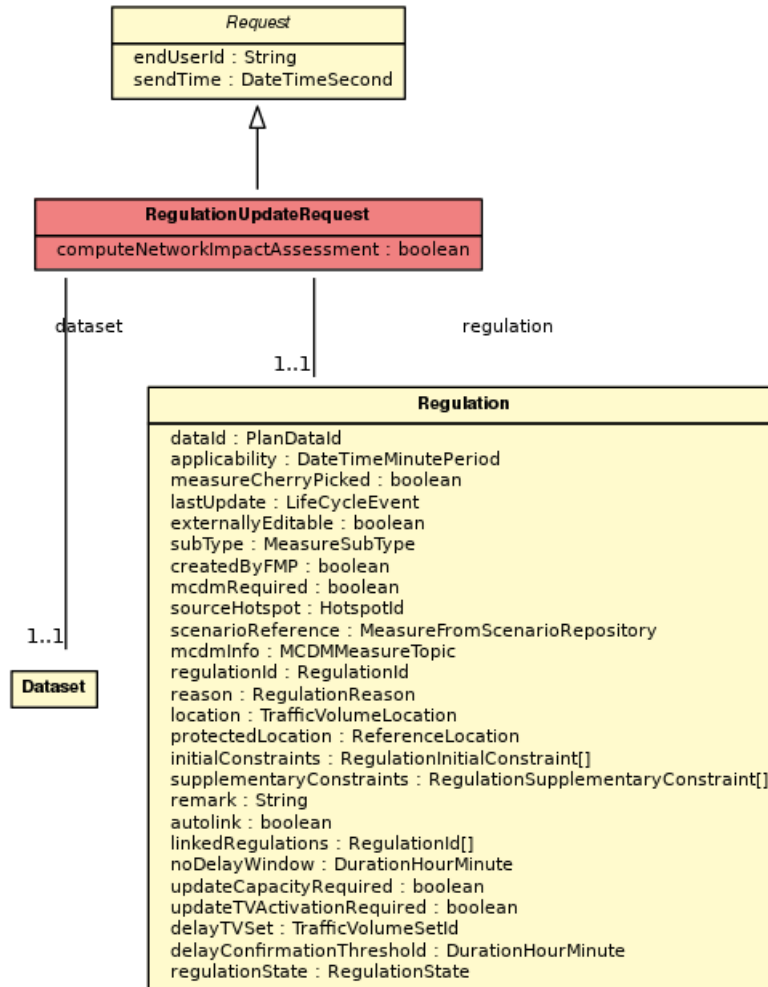 Request
endUserId : String
sendTime : DateTimeSecond
RegulationUpdateRequest
computeNetworkImpactAssessment : boolean
dataset
regulation
1..1
Regulation
dataId : PlanDataId
applicability : DateTimeMinutePeriod
measureCherryPicked : boolean
lastUpdate : LifeCycleEvent
externallyEditable : boolean
subType : MeasureSubType
createdByFMP : boolean
mcdmRequired : boolean
sourceHotspot : HotspotId
scenarioReference : MeasureFromScenarioRepository
mcdmInfo : MCDMMeasureTopic
regulationId : RegulationId
reason : RegulationReason
location : TrafficVolumeLocation
protectedLocation : ReferenceLocation
initialConstraints : RegulationInitialConstraint[]
supplementaryConstraints : RegulationSupplementaryConstraint[]
remark : String
autolink : boolean
linkedRegulations : RegulationId[]
noDelayWindow : DurationHourMinute
updateCapacityRequired : boolean
updateTVActivationRequired : boolean
delayTVSet : TrafficVolumeSetId
delayConfirmationThreshold : DurationHourMinute
regulationState : RegulationState
1..1
Dataset